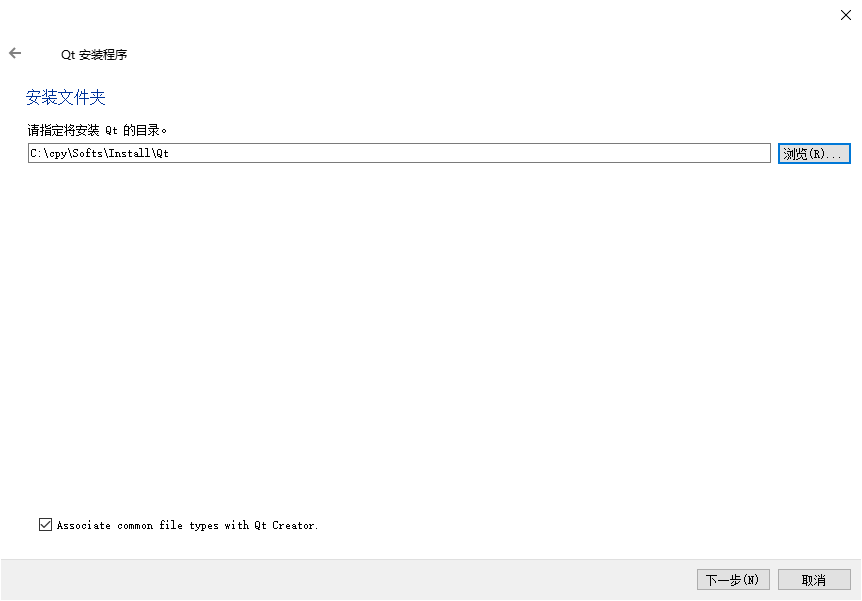 Qt 安装程序
安装文件夹
请指定将安装 Qt 的目录。
C:\cpy\Softs\Install\Qt
浏览(R)...
Associate common file types with Qt Creator.
下一步(N)
取消